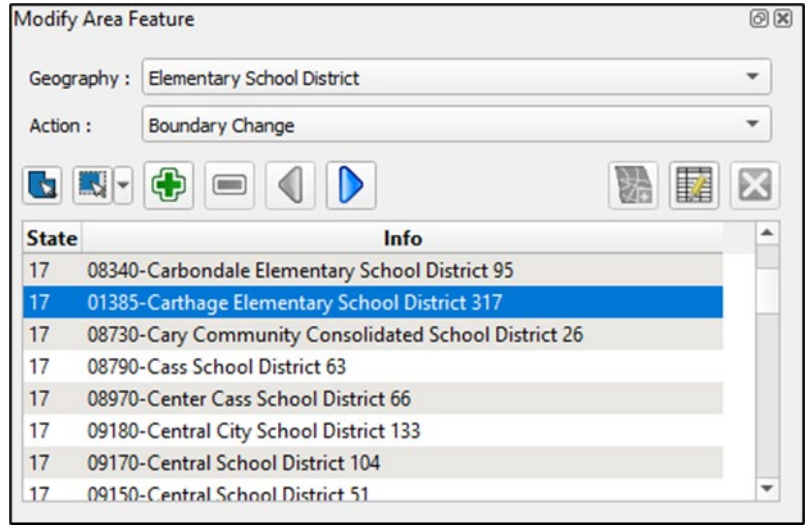 Modify Area Feature
Geography : Elementary School District
Action : Boundary Change
State Info
17 08340-Carbondale Elementary School District 95
17 01385-Carthage Elementary School District 317
17 08730-Cary Community Consolidated School District 26
17 08790-Cass School District 63
17 08970-Center Cass School District 66
17 09180-Central City School District 133
17 09170-Central School District 104
17 09150-Central School District 51